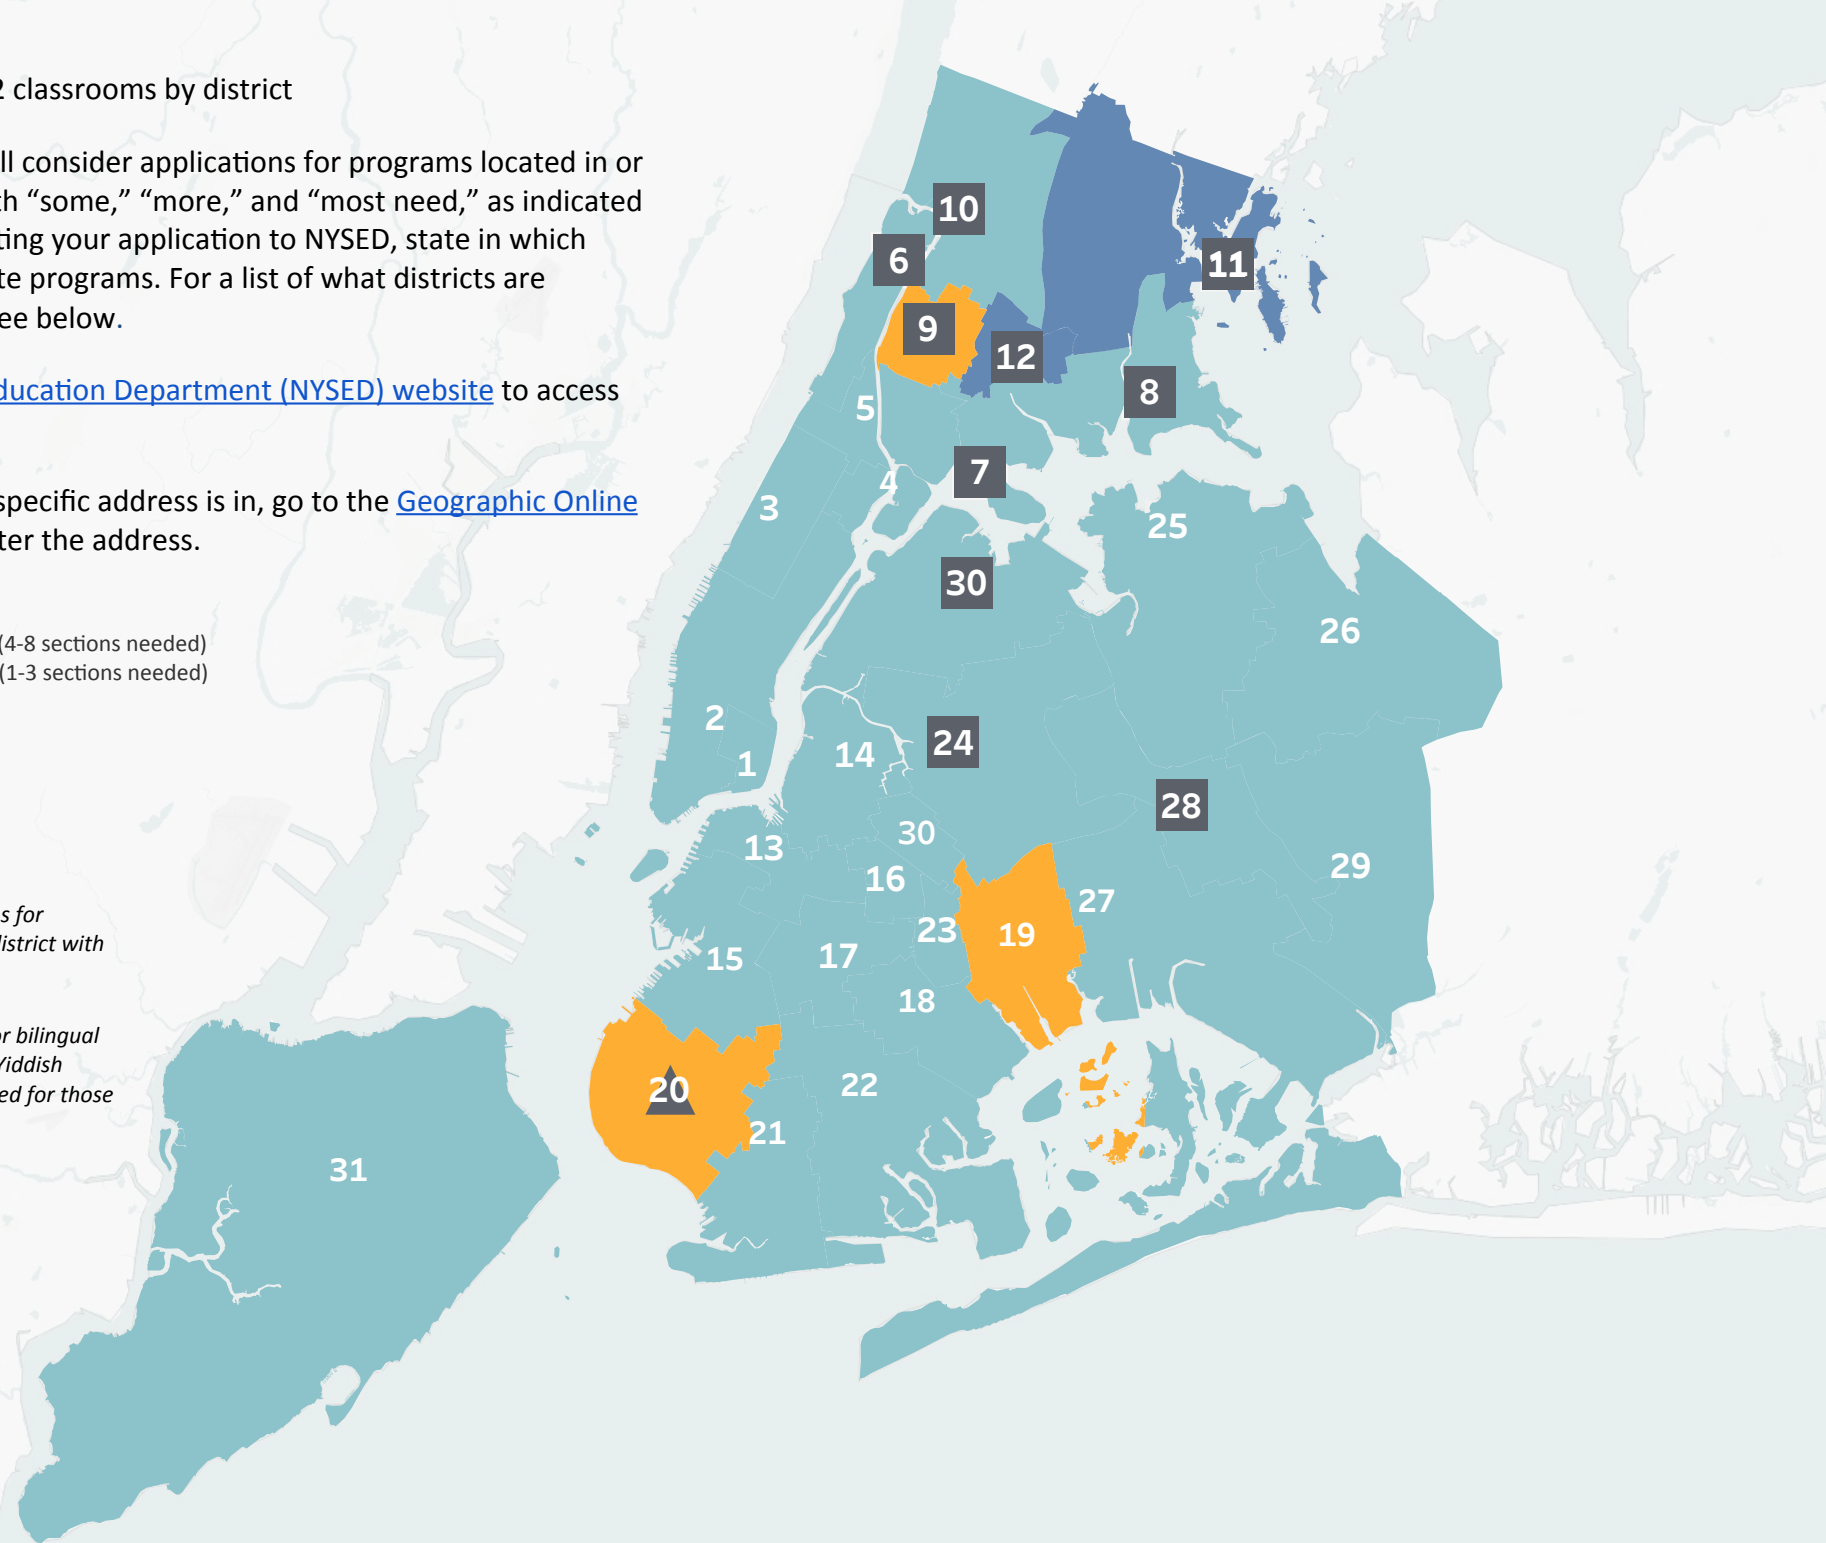 2 classrooms by district
ll consider applications for programs located in or
th “some,” “more,” and “most need,” as indicated
ting your application to NYSED, state in which
te programs. For a list of what districts are
ee below.
ducation Department (NYSED) website to access
specific address is in, go to the Geographic Online
ter the address.
(4-8 sections needed)
(1-3 sections needed)
s for
listrict with
or bilingual
Yiddish
ed for those
10
6
11
9
12
8
5
7
4
3
25
30
26
2
24
14
1
28
30
13
29
16
27
23
19
15
17
18
22
20
21
31